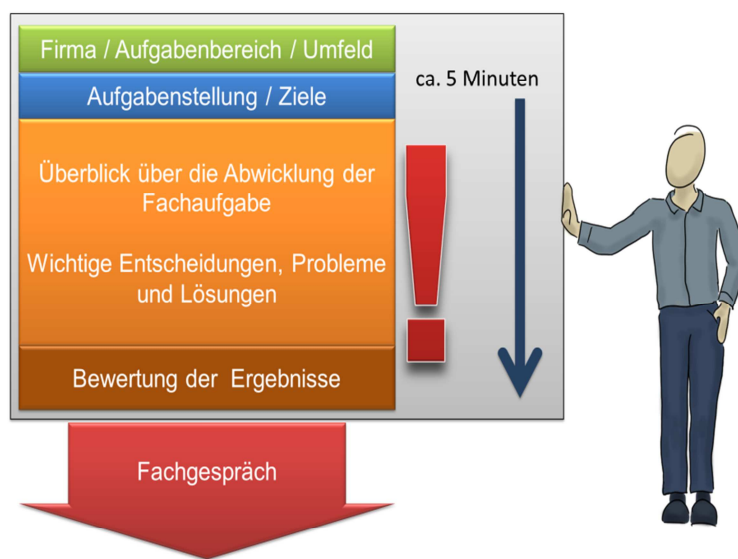 Firma / Aufgabenbereich / Umfeld
Aufgabenstellung / Ziele
ca. 5 Minuten
Überblick über die Abwicklung der
Fachaufgabe
Wichtige Entscheidungen, Probleme
und Lösungen
Bewertung der Ergebnisse
Fachgespräch